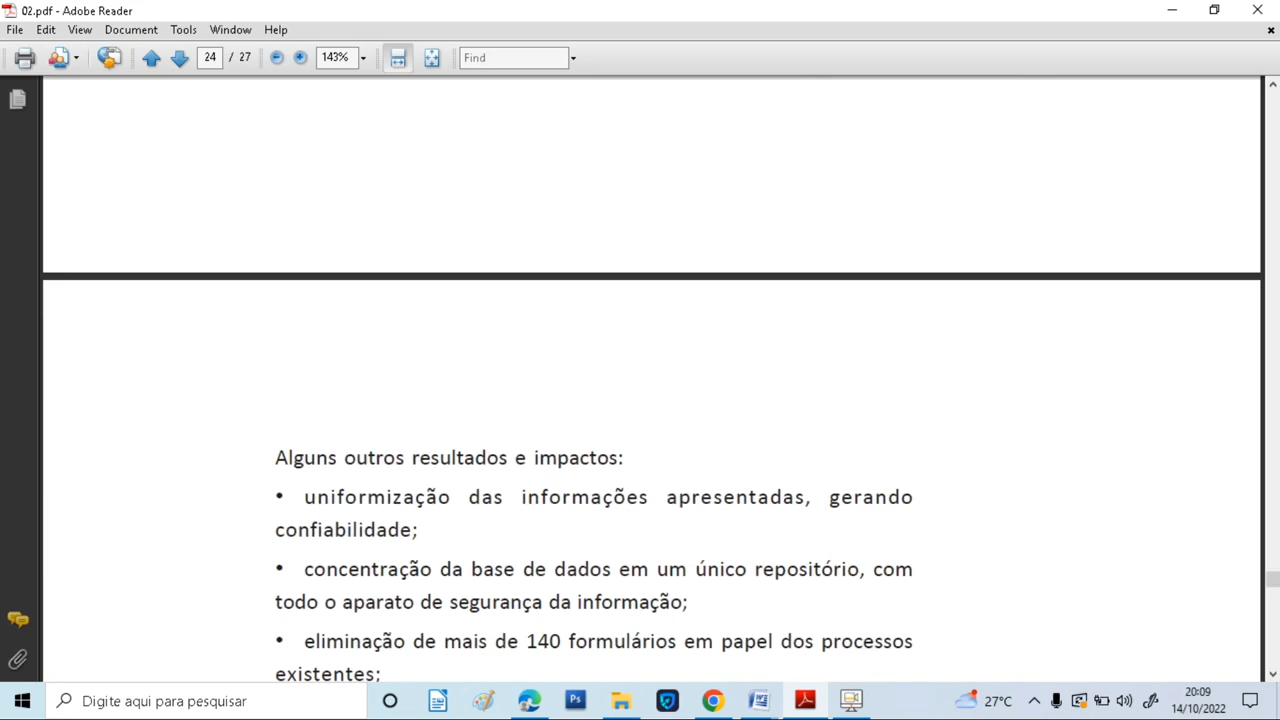 02.pdf - Adobe Reader
File Edit View Document Tools Window Help
24 / 27 143% Find
Alguns outros resultados e impactos:
• uniformização das informações apresentadas, gerando
confiabilidade;
• concentração da base de dados em um único repositório, com
todo o aparato de segurança da informação;
• eliminação de mais de 140 formulários em papel dos processos
existentes;
Digite aqui para pesquisar
Ps
27°C
20:09
14/10/2022